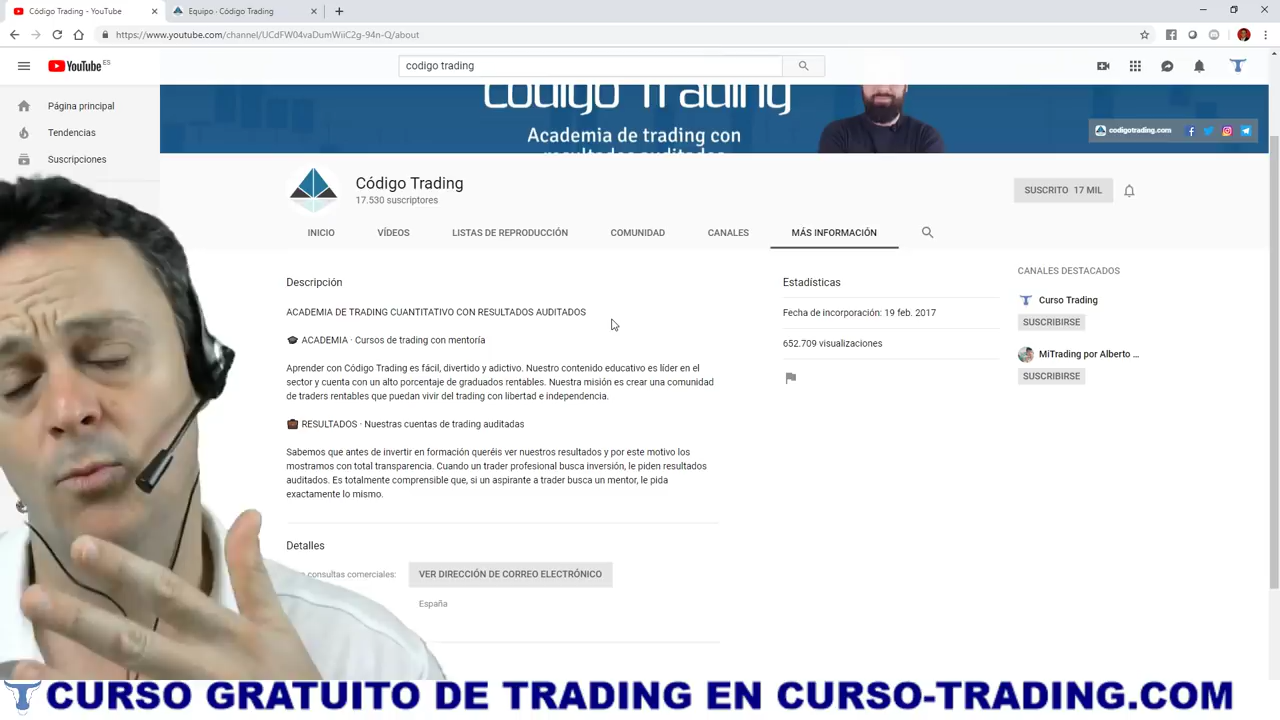 Código Trading - YouTube
Equipo · Código Trading
https://www.youtube.com/channel/UCdFW04vaDumWiiC2g-94n-Q/about
YouTube ES
codigo trading
Página principal
Tendencias
Suscripciones
código Trading
Academia de trading con
resultados auditados
codigotrading.com
Código Trading
17.530 suscriptores
SUSCRITO 17 MIL
INICIO
VÍDEOS
LISTAS DE REPRODUCCIÓN
COMUNIDAD
CANALES
MÁS INFORMACIÓN
Descripción
ACADEMIA DE TRADING CUANTITATIVO CON RESULTADOS AUDITADOS
ACADEMIA · Cursos de trading con mentoría
Aprender con Código Trading es fácil, divertido y adictivo. Nuestro contenido educativo es líder en el
sector y cuenta con un alto porcentaje de graduados rentables. Nuestra misión es crear una comunidad
de traders rentables que puedan vivir del trading con libertad e independencia.
RESULTADOS · Nuestras cuentas de trading auditadas
Sabemos que antes de invertir en formación queréis ver nuestros resultados y por este motivo los
mostramos con total transparencia. Cuando un trader profesional busca inversión, le piden resultados
auditados. Es totalmente comprensible que, si un aspirante a trader busca un mentor, le pida
exactamente lo mismo.
Detalles
consultas comerciales:
VER DIRECCIÓN DE CORREO ELECTRÓNICO
España
Estadísticas
Fecha de incorporación: 19 feb. 2017
652.709 visualizaciones
CANALES DESTACADOS
Curso Trading
SUSCRIBIRSE
MiTrading por Alberto ...
SUSCRIBIRSE
CURSO GRATUITO DE TRADING EN CURSO-TRADING.COM